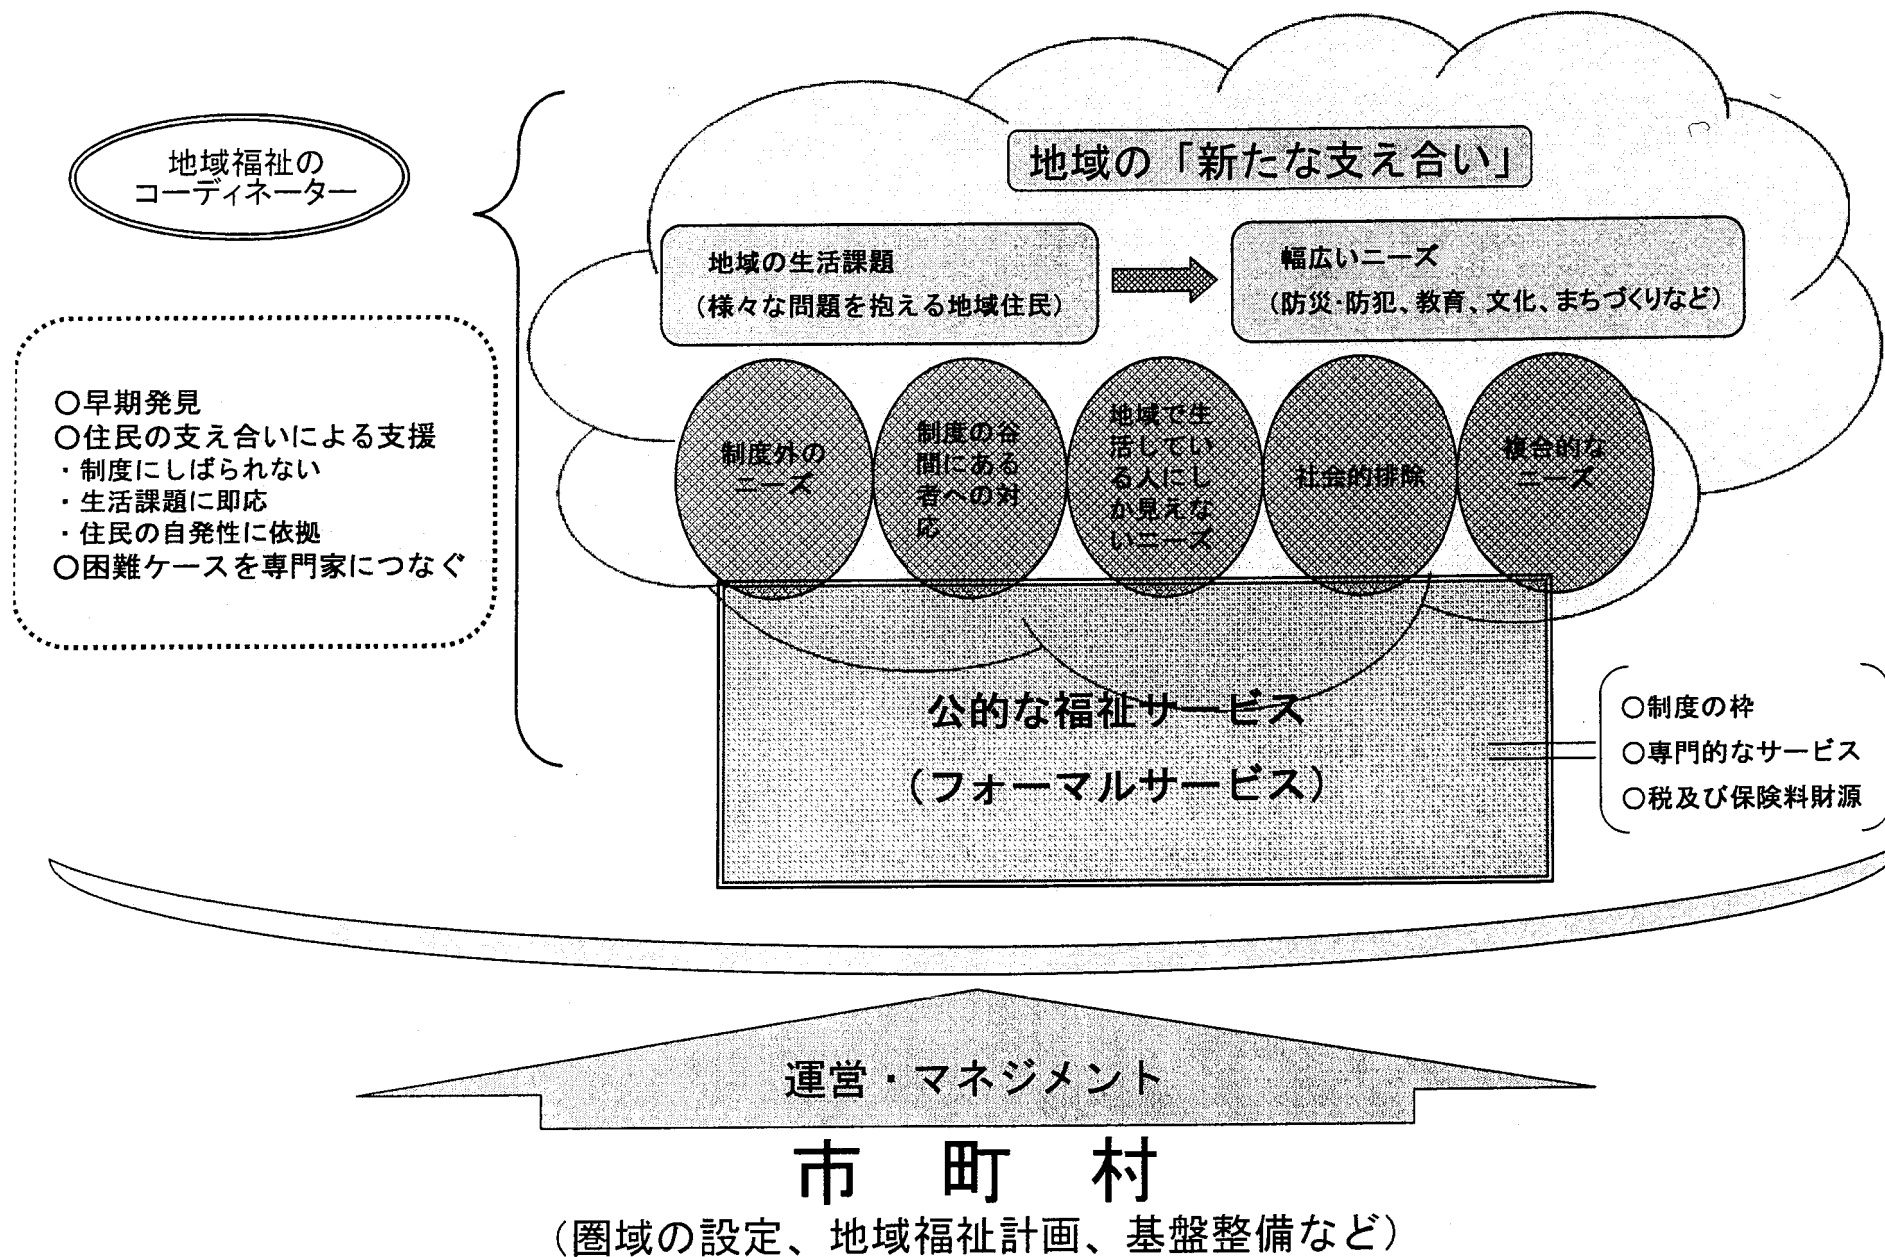 地域福祉の
コーディネーター
○早期発見
○住民の支え合いによる支援
・制度にしばられない
・生活課題に即応
・住民の自発性に依拠
○困難ケースを専門家につなぐ
地域の「新たな支え合い」
地域の生活課題
(様々な問題を抱える地域住民)
幅広いニーズ
(防災・防犯、教育、文化、まちづくりなど)
制度外の
ニーズ
制度の谷
間にある
者への対
応
地域で生
活してい
る人にし
か見えな
いニーズ
社会的排除
複合的な
ニーズ
公的な福祉サービス
(フォーマルサービス)
○制度の枠
○専門的なサービス
○税及び保険料財源
運営・マネジメント
市 町 村
(圏域の設定、地域福祉計画、基盤整備など)